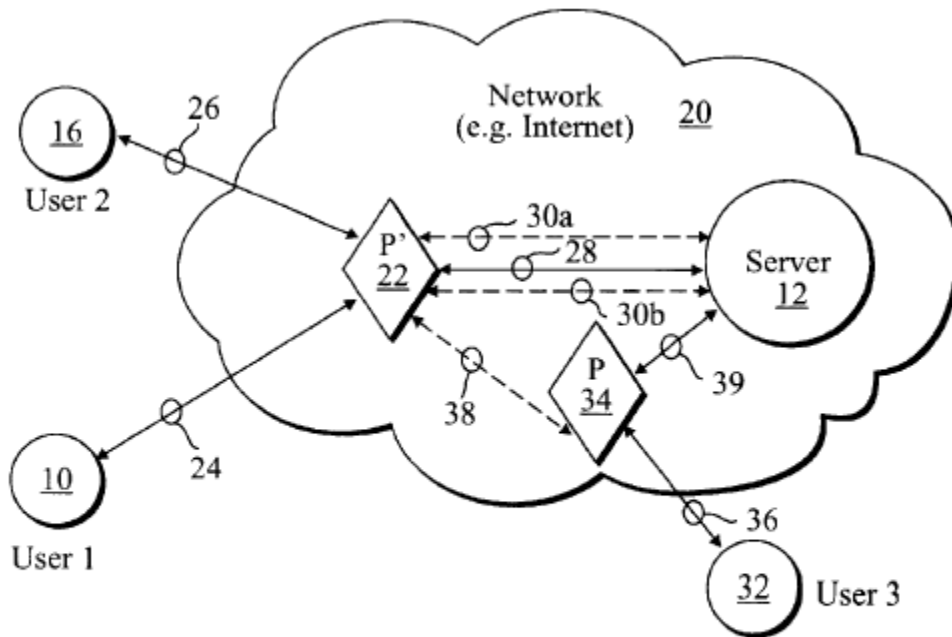 Network
(e.g. Internet)
20
26
16
User 2
30a
P'
22
28
Server
12
30b
P
34
39
38
24
10
User 1
36
32
User 3